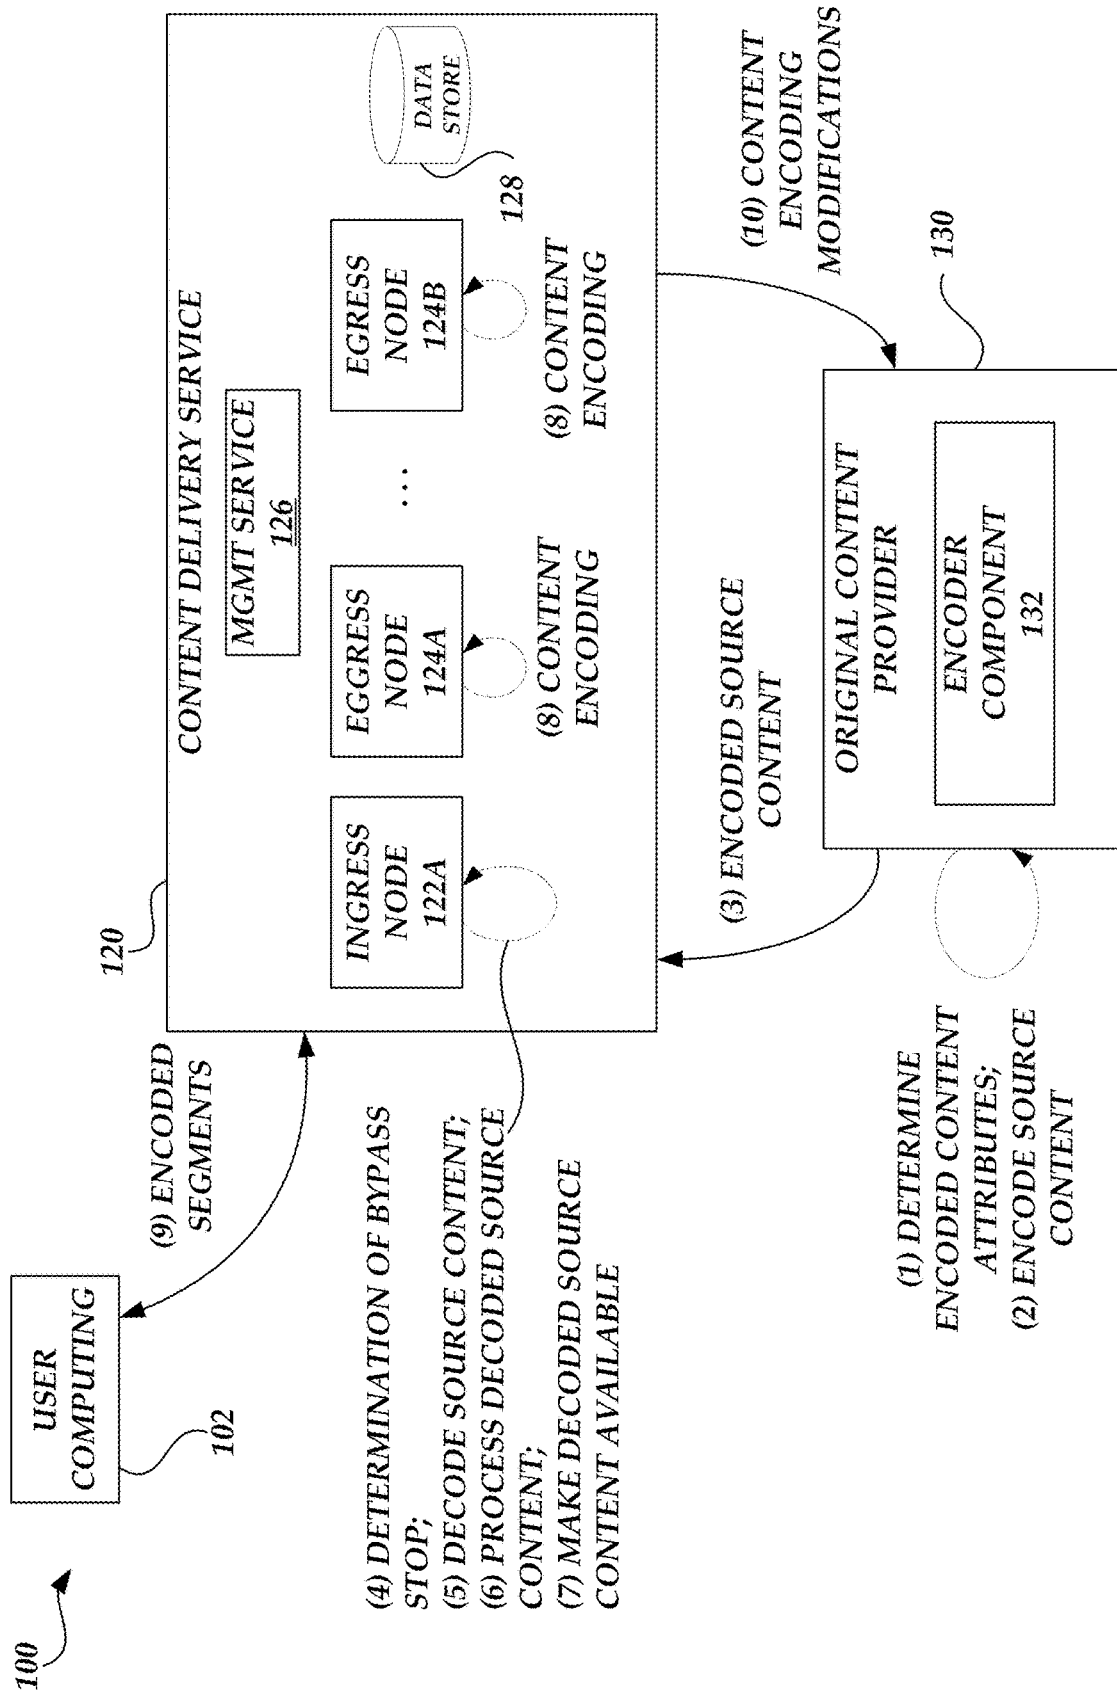 100
USER
COMPUTING
102
(9) ENCODED
SEGMENTS
120
CONTENT DELIVERY SERVICE
MGMT SERVICE
126
INGRESS
NODE
122A
EGGRESS
NODE
124A
...
EGRESS
NODE
124B
DATA
STORE
128
(8) CONTENT
ENCODING
(8) CONTENT
ENCODING
(4) DETERMINATION OF BYPASS
STOP;
(5) DECODE SOURCE CONTENT;
(6) PROCESS DECODED SOURCE
CONTENT;
(7) MAKE DECODED SOURCE
CONTENT AVAILABLE
(3) ENCODED SOURCE
CONTENT
(10) CONTENT
ENCODING
MODIFICATIONS
(1) DETERMINE
ENCODED CONTENT
ATTRIBUTES;
(2) ENCODE SOURCE
CONTENT
ORIGINAL CONTENT
PROVIDER
ENCODER
COMPONENT
132
130